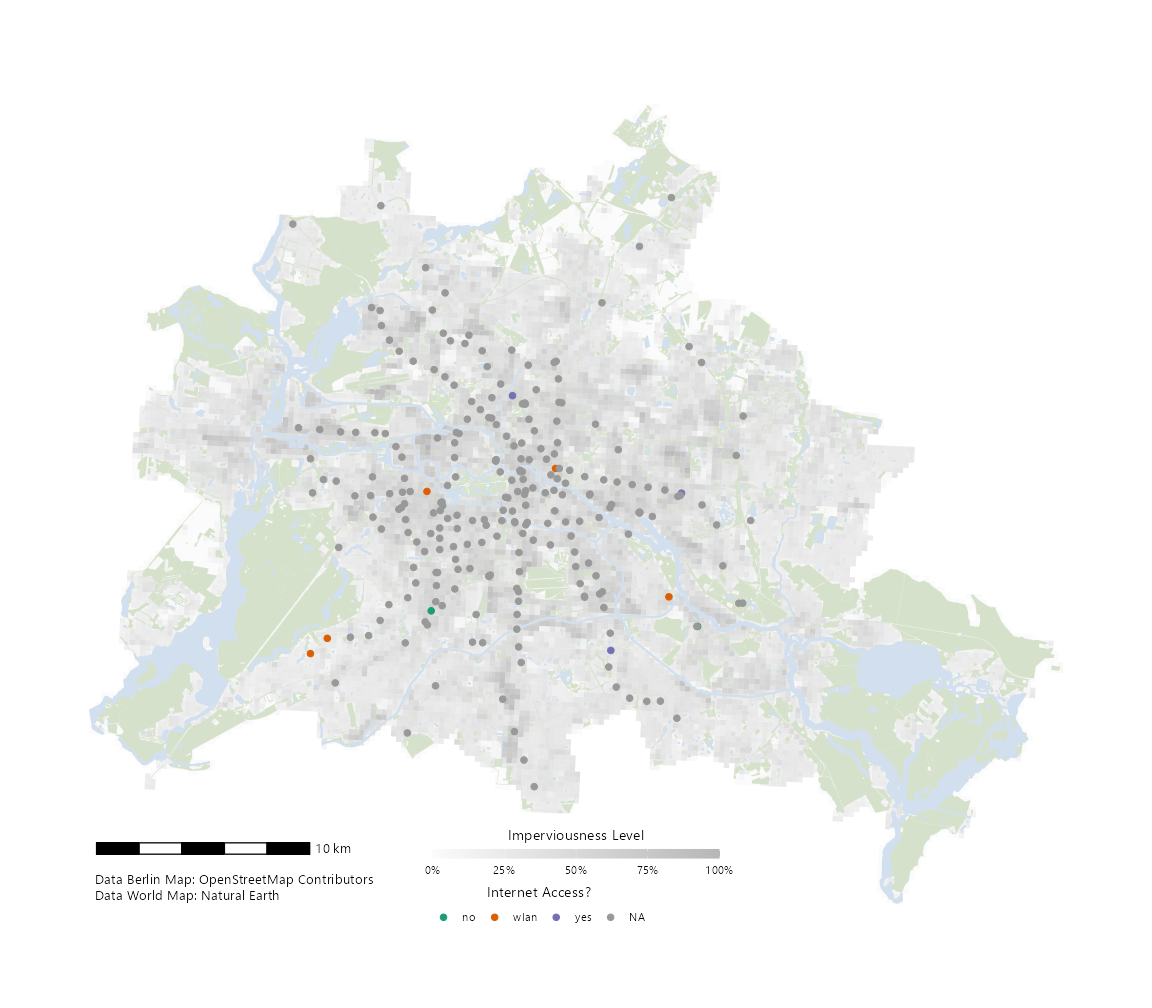 Imperviousness Level
10 km
0% 25% 50% 75% 100%
Data Berlin Map: OpenStreetMap Contributors
Data World Map: Natural Earth
Internet Access?
no wlan yes NA